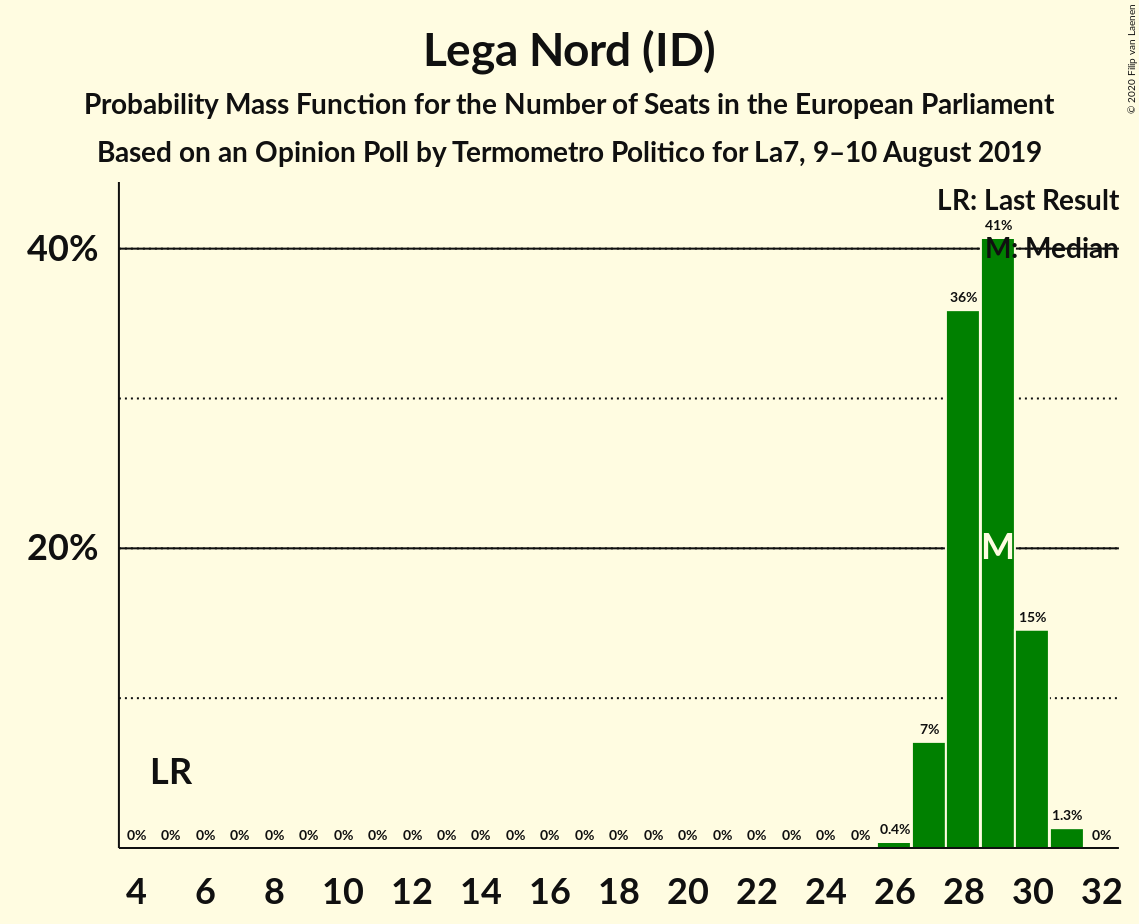 Lega Nord (ID)
Probability Mass Function for the Number of Seats in the European Parliament
Based on an Opinion Poll by Termometro Politico for La7, 9–10 August 2019
© 2020 Filip van Laenen
LR: Last Result
M: Median
40%
20%
41%
36%
M
15%
7%
LR
1.3%
0.4%
0% 0% 0% 0% 0% 0% 0% 0% 0% 0% 0% 0% 0% 0% 0% 0% 0% 0% 0% 0% 0% 0% 0%
4 6 8 10 12 14 16 18 20 22 24 26 28 30 32